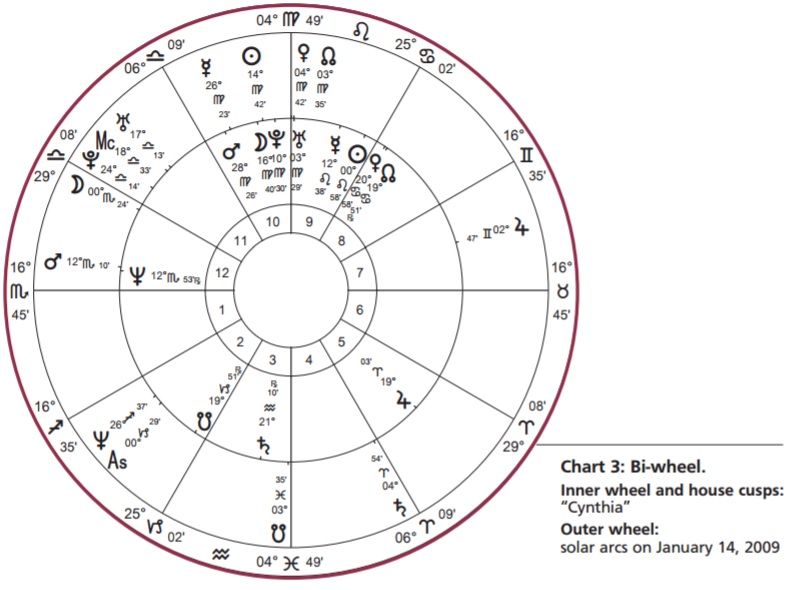 04° ♍ 49'
♌
25° ♋ 02'
16° ♊ 35'
16° ♉ 45'
08' ♈ 29°
06° ♈ 09'
04° ♓ 49'
♒
25° ♑ 02'
16° ♐ 35'
16° ♏ 45'
08' ♎ 29°
06° ♎ 09'
☿ 26° ♍ 23'
☉ 14° ♍ 42'
♀ 04° ♍ 42'
☊ 03° ♍ 35'
♅ 17° ♎ 13'
Mc 18° ♎ 33'
♇ 24° ♎ 14'
☽ 00° ♏ 24'
♂ 12° ♏ 10'
♆ 26° ♐ 37'
As 00° ♑ 29'
☋ 03° ♓ 35'
♄ 04° ♈ 54'
♃ 02° ♊ 47'
♂ 28° ♍ 26'
☽ 16° ♍ 40'
♇ 10° ♍ 30'
♅ 03° ♍ 29'
☿ 12° ♌ 38'
☉ 00° ♌ 58'
♀ 20° ♋ 58'
☊ 19° ♋ 51' ℞
♆ 12° ♏ 53' ℞
☋ 19° ♑ 51' ℞
♄ 21° ♒ 10' ℞
♃ 19° ♈ 03'
10 9
11 8
12 7
1 6
2 5
3 4
Chart 3: Bi-wheel.
Inner wheel and house cusps:
“Cynthia”
Outer wheel:
solar arcs on January 14, 2009